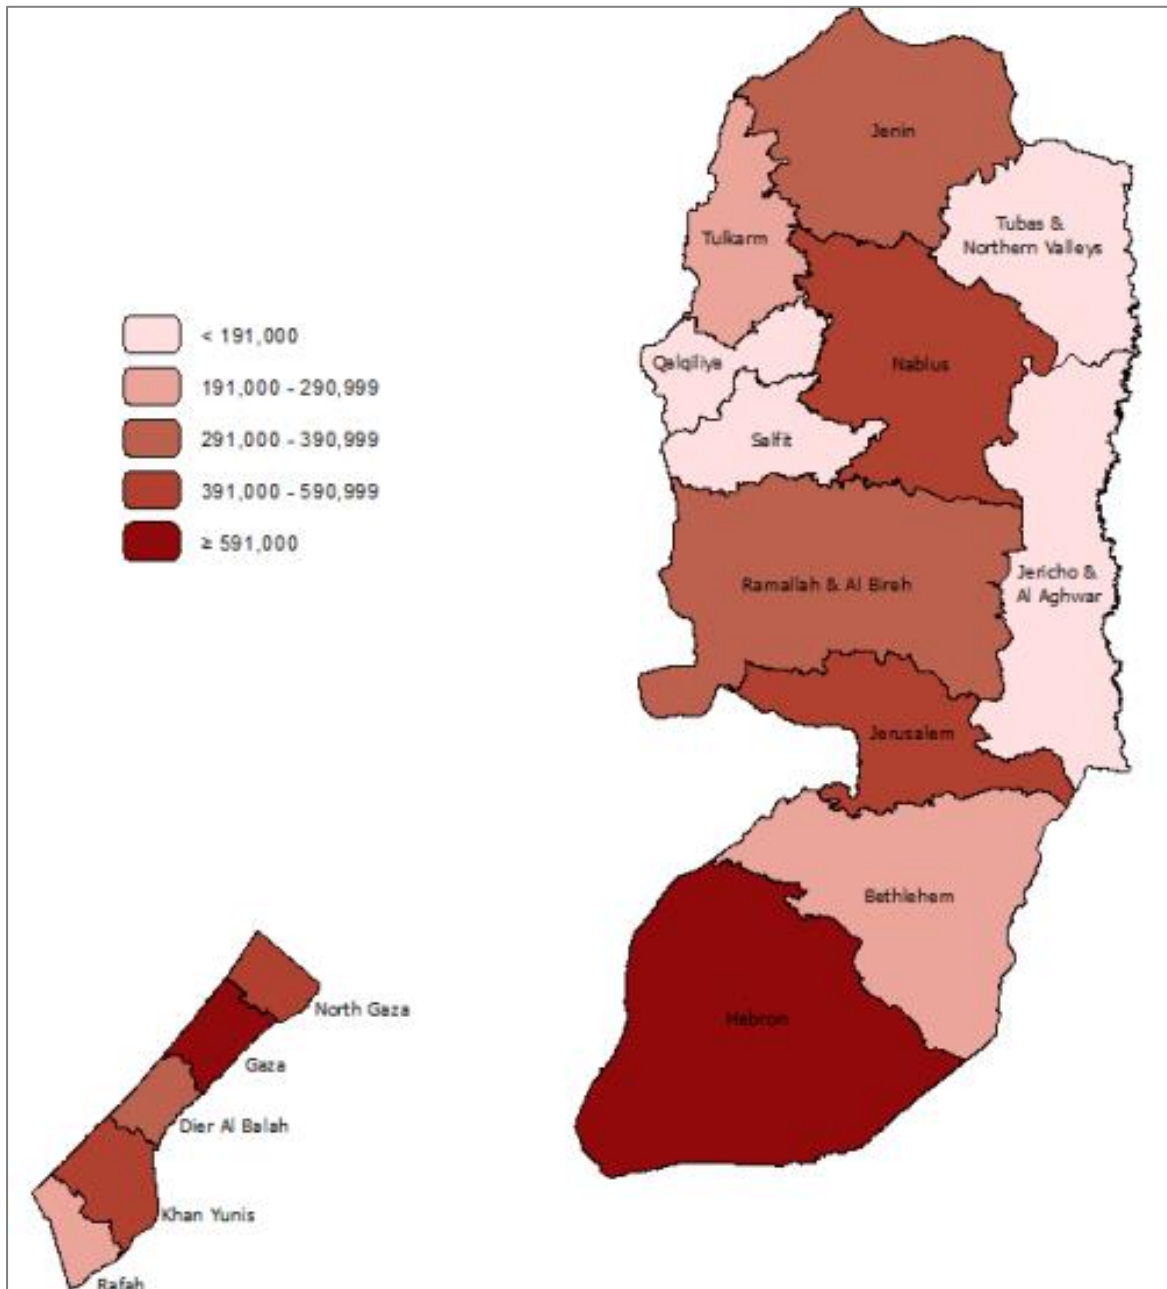 Jenin
Tubas &
Northern Valleys
Tulkarm
< 191,000
191,000 - 290,999
291,000 - 390,999
391,000 - 590,999
≥ 591,000
Qalqiliya
Nablus
Salfit
Ramallah & Al Bireh
Jericho &
Al Aghwar
Jerusalem
Bethlehem
Hebron
North Gaza
Gaza
Dier Al Balah
Khan Yunis
Rafah